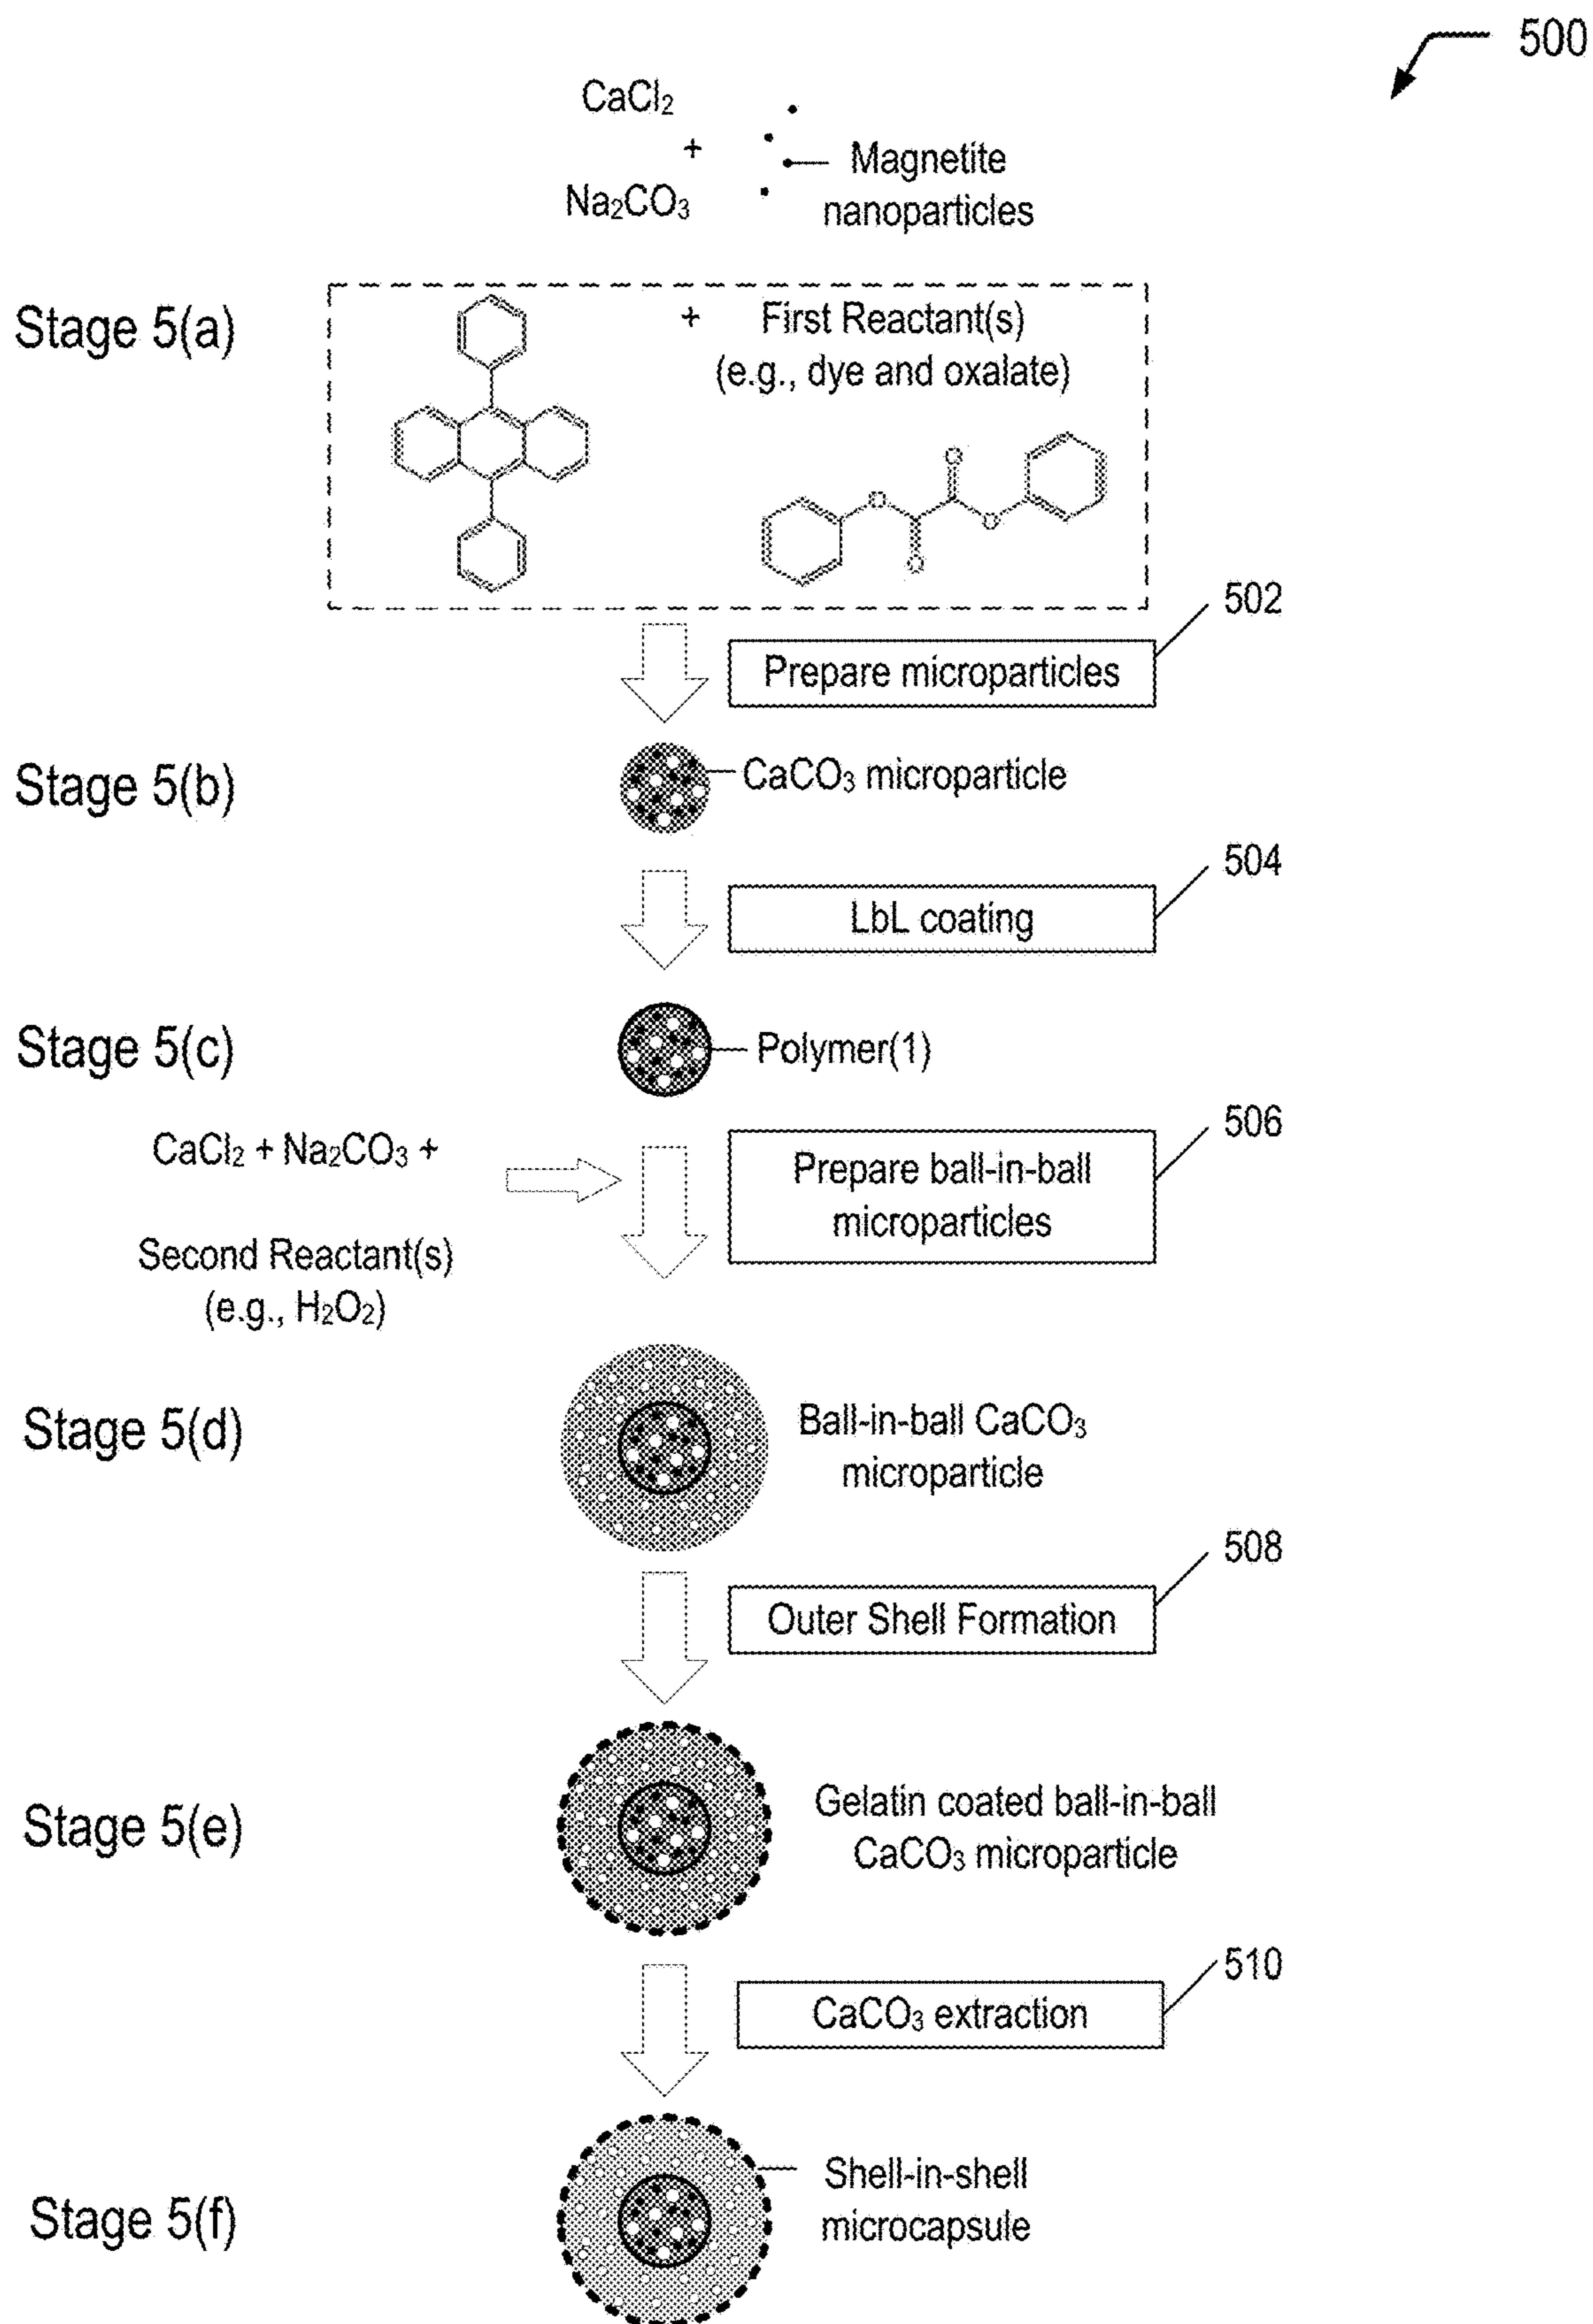 500
CaCl₂
+
Na₂CO₃
Magnetite
nanoparticles
Stage 5(a)
+ First Reactant(s)
(e.g., dye and oxalate)
O
O
O
O
502
Prepare microparticles
Stage 5(b)
CaCO₃ microparticle
504
LbL coating
Stage 5(c)
Polymer(1)
506
CaCl₂ + Na₂CO₃ +
Prepare ball-in-ball
microparticles
Second Reactant(s)
(e.g., H₂O₂)
Stage 5(d)
Ball-in-ball CaCO₃
microparticle
508
Outer Shell Formation
Stage 5(e)
Gelatin coated ball-in-ball
CaCO₃ microparticle
510
CaCO₃ extraction
Stage 5(f)
Shell-in-shell
microcapsule